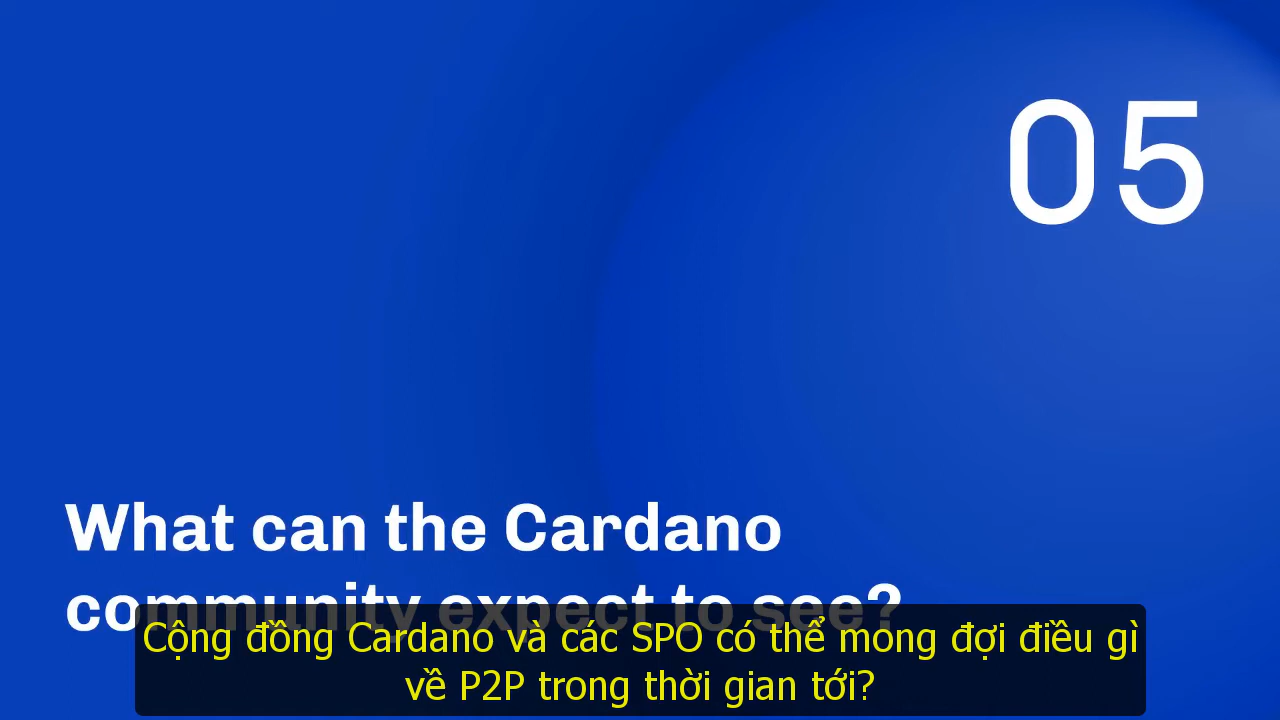 05
What can the Cardano
community expect to see?
Cộng đồng Cardano và các SPO có thể mong đợi điều gì
về P2P trong thời gian tới?